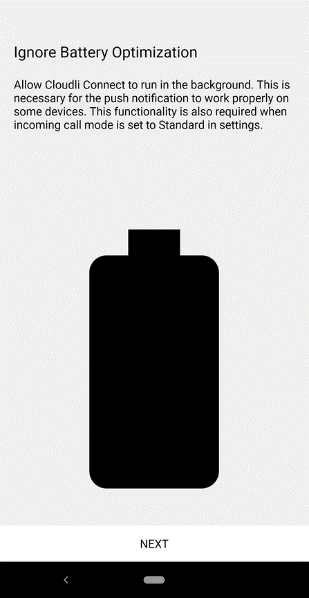 Ignore Battery Optimization
Allow Cloudli Connect to run in the background. This is
necessary for the push notification to work properly on
some devices. This functionality is also required when
incoming call mode is set to Standard in settings.
NEXT